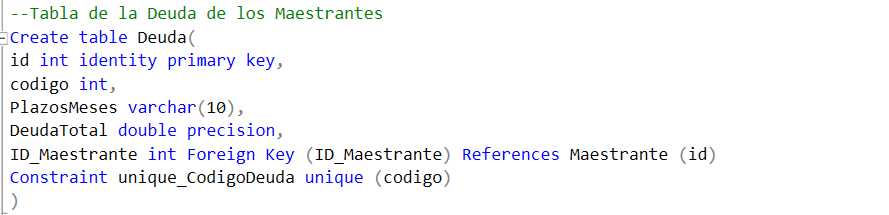 --Tabla de la Deuda de los Maestrantes
Create table Deuda(
id int identity primary key,
codigo int,
PlazosMeses varchar(10),
DeudaTotal double precision,
ID_Maestrante int Foreign Key (ID_Maestrante) References Maestrante (id)
Constraint unique_CodigoDeuda unique (codigo)
)